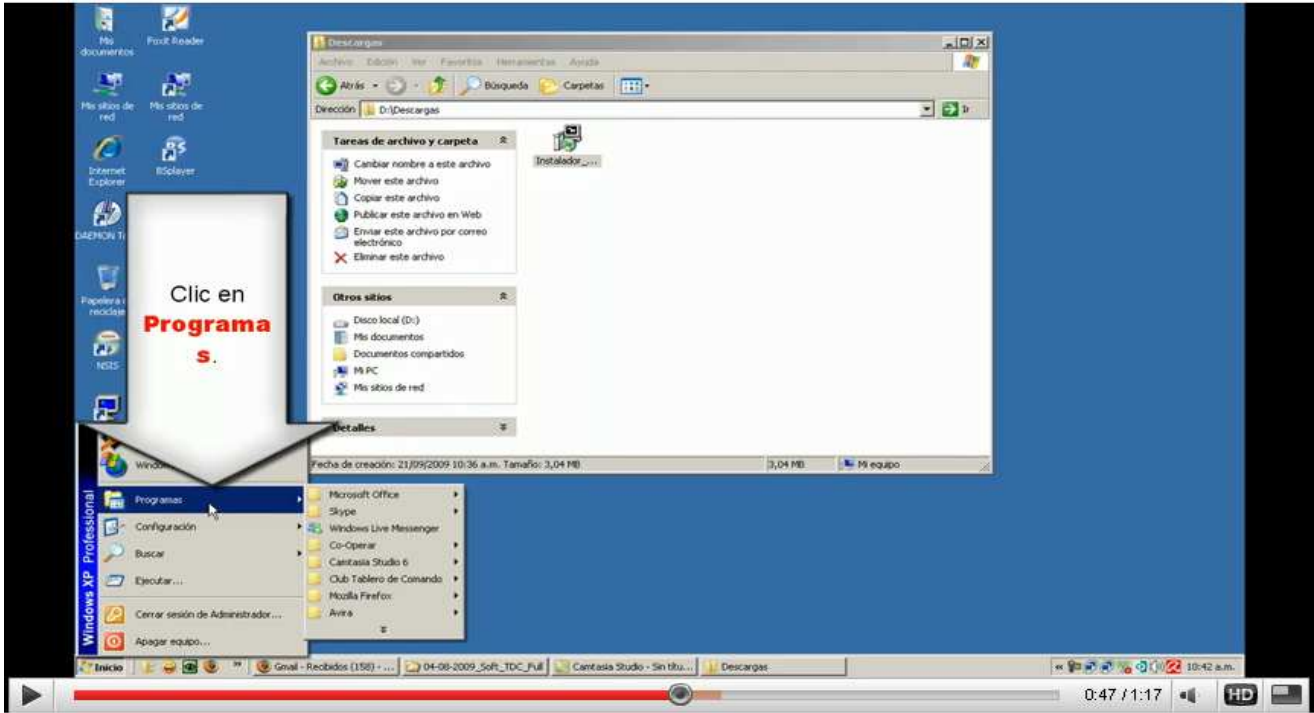 Mis documentos
Foxit Reader
Mis sitios de red
Mis sitios de red
Internet Explorer
BSplayer
DAEMON
Papelera
reciclaje
NSIS
Descargas
Archivo Edición Ver Favoritos Herramientas Ayuda
Atrás Búsqueda Carpetas
Dirección D:\Descargas Ir
Tareas de archivo y carpeta
Cambiar nombre a este archivo
Mover este archivo
Copiar este archivo
Publicar este archivo en Web
Enviar este archivo por correo electrónico
Eliminar este archivo
Otros sitios
Disco local (D:)
Mis documentos
Documentos compartidos
Mi PC
Mis sitios de red
Detalles
Instalador_...
Fecha de creación: 21/09/2009 10:36 a.m. Tamaño: 3,04 MB 3,04 MB Mi equipo
Clic en
Programa
s.
Windows XP Professional
Programas
Configuración
Buscar
Ejecutar...
Cerrar sesión de Administrador...
Apagar equipo...
Microsoft Office
Skype
Windows Live Messenger
Co-Operar
Camtasia Studio 6
Club Tablero de Comando
Mozilla Firefox
Avira
Inicio Gmail - Recibidos (158) - ... 04-08-2009_Soft_TDC_Full Camtasia Studio - Sin títu... Descargas 10:42 a.m.
0:47 / 1:17 HD